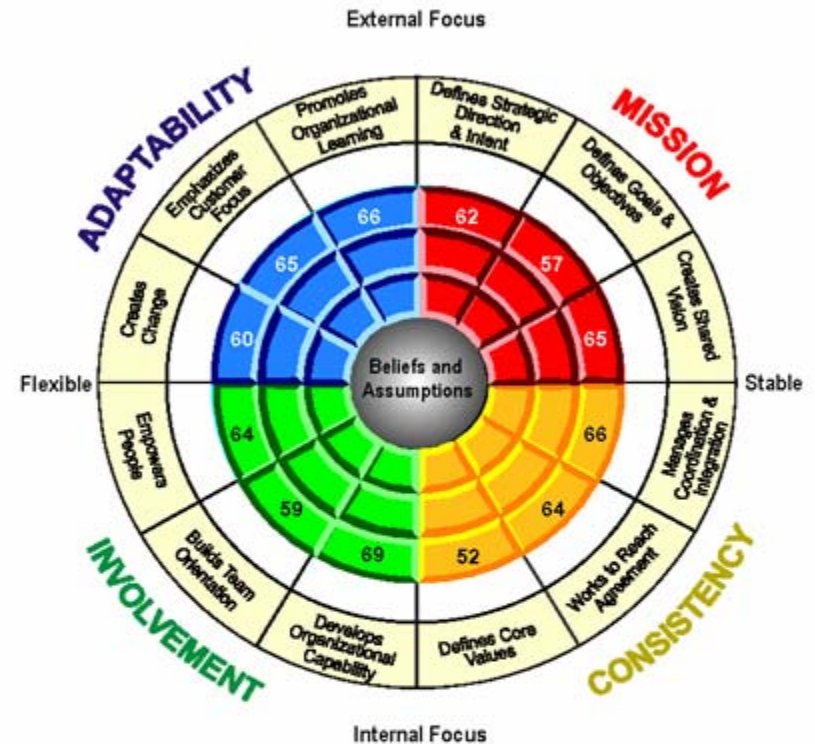 External Focus
ADAPTABILITY
MISSION
Promotes
Organizational
Learning
Defines Strategic
Direction
& Intent
Emphasizes
Customer
Focus
Defines Goals &
Objectives
Creates
Change
Creates Shared
Vision
66
62
65
57
60
65
Flexible
Beliefs and
Assumptions
Stable
64
66
59
64
69
52
Empowers
People
Manages
Coordination &
Integration
Builds Team
Orientation
Works to Reach
Agreement
Develops
Organizational
Capability
Defines Core
Values
INVOLVEMENT
CONSISTENCY
Internal Focus